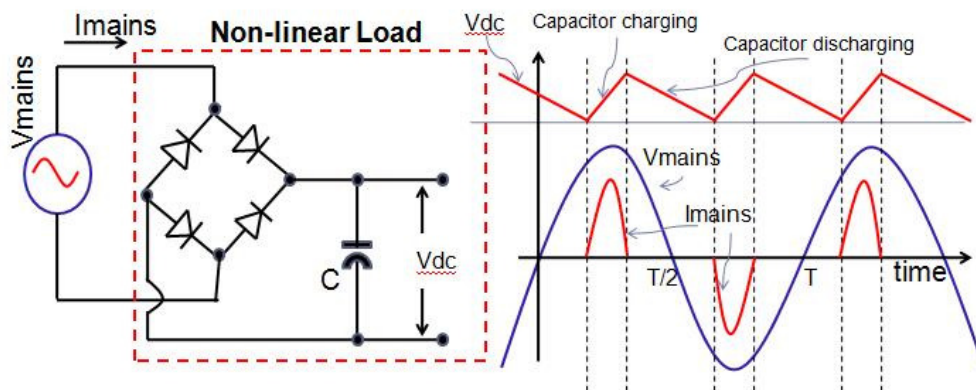 Imains
Non-linear Load
Vmains
C
Vdc
Vdc
Capacitor charging
Capacitor discharging
Vmains
Imains
T/2
T
time